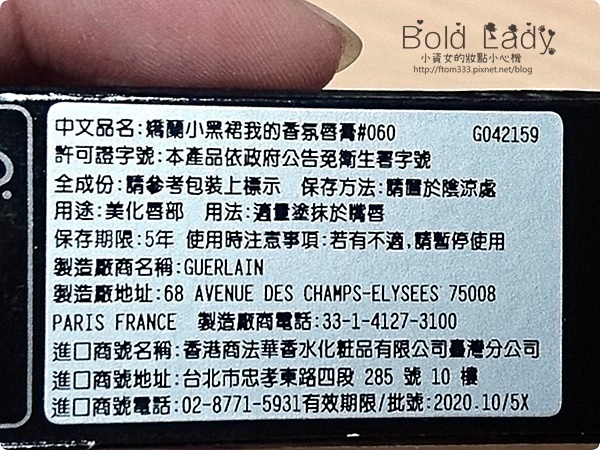 Bold Lady
小資女的妝點小心機
http://ftom333.pixnet.net/blog
中文品名:嬌蘭小黑裙我的香氛唇膏#060 G042159
許可證字號:本產品依政府公告免衛生署字號
全成份:請參考包裝上標示 保存方法:請置於陰涼處
用途:美化唇部 用法:適量塗抹於嘴唇
保存期限:5年 使用時注意事項:若有不適,請暫停使用
製造廠商名稱:GUERLAIN
製造廠地址:68 AVENUE DES CHAMPS-ELYSEES 75008
PARIS FRANCE 製造廠商電話:33-1-4127-3100
進口商號名稱:香港商法華香水化粧品有限公司臺灣分公司
進口商號地址:台北市忠孝東路四段 285 號 10 樓
進口商號電話:02-8771-5931有效期限/批號:2020.10/5X